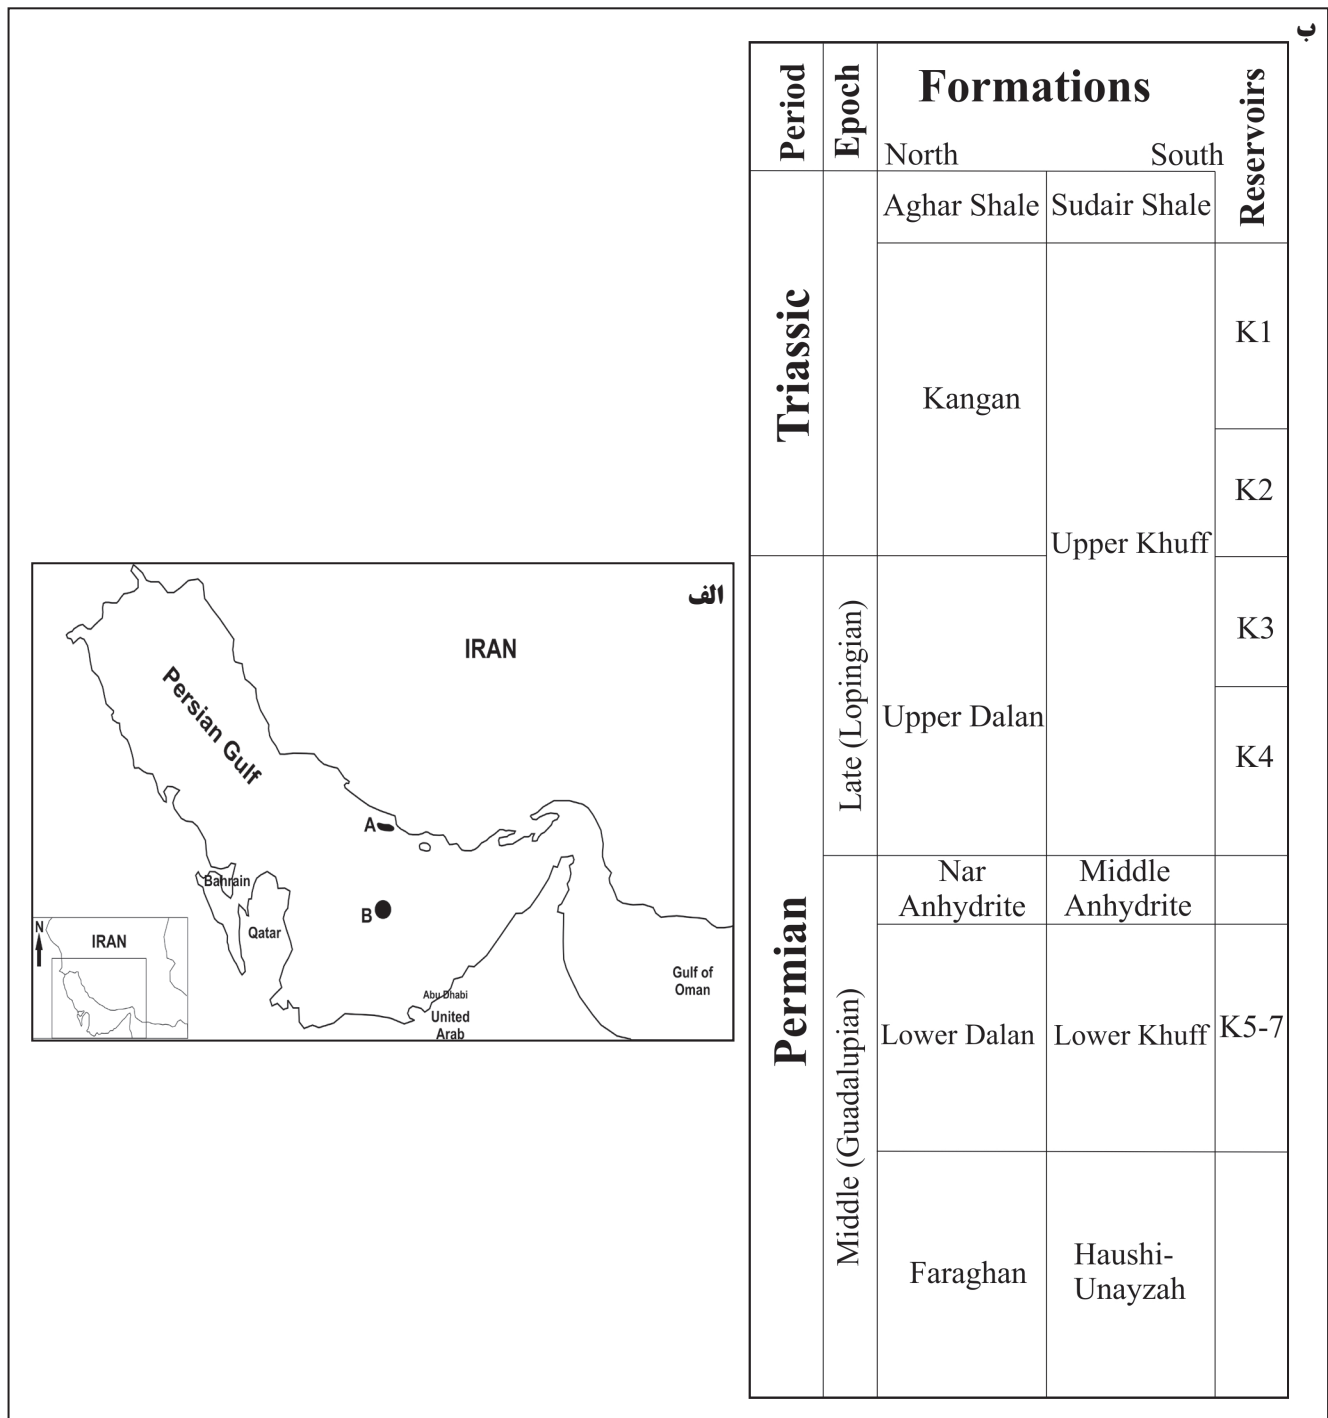 ب
Period
Epoch
Formations
North
South
Reservoirs
Aghar Shale
Sudair Shale
Triassic
Kangan
Upper Khuff
K1
K2
K3
K4
Permian
Late (Lopingian)
Upper Dalan
Nar
Anhydrite
Middle
Anhydrite
Middle (Guadalupian)
Lower Dalan
Lower Khuff
K5-7
Faraghan
Haushi-
Unayzah
الف
IRAN
Persian Gulf
A
B
Bahrain
Qatar
Abu Dhabi
United
Arab
Gulf of
Oman
N
IRAN